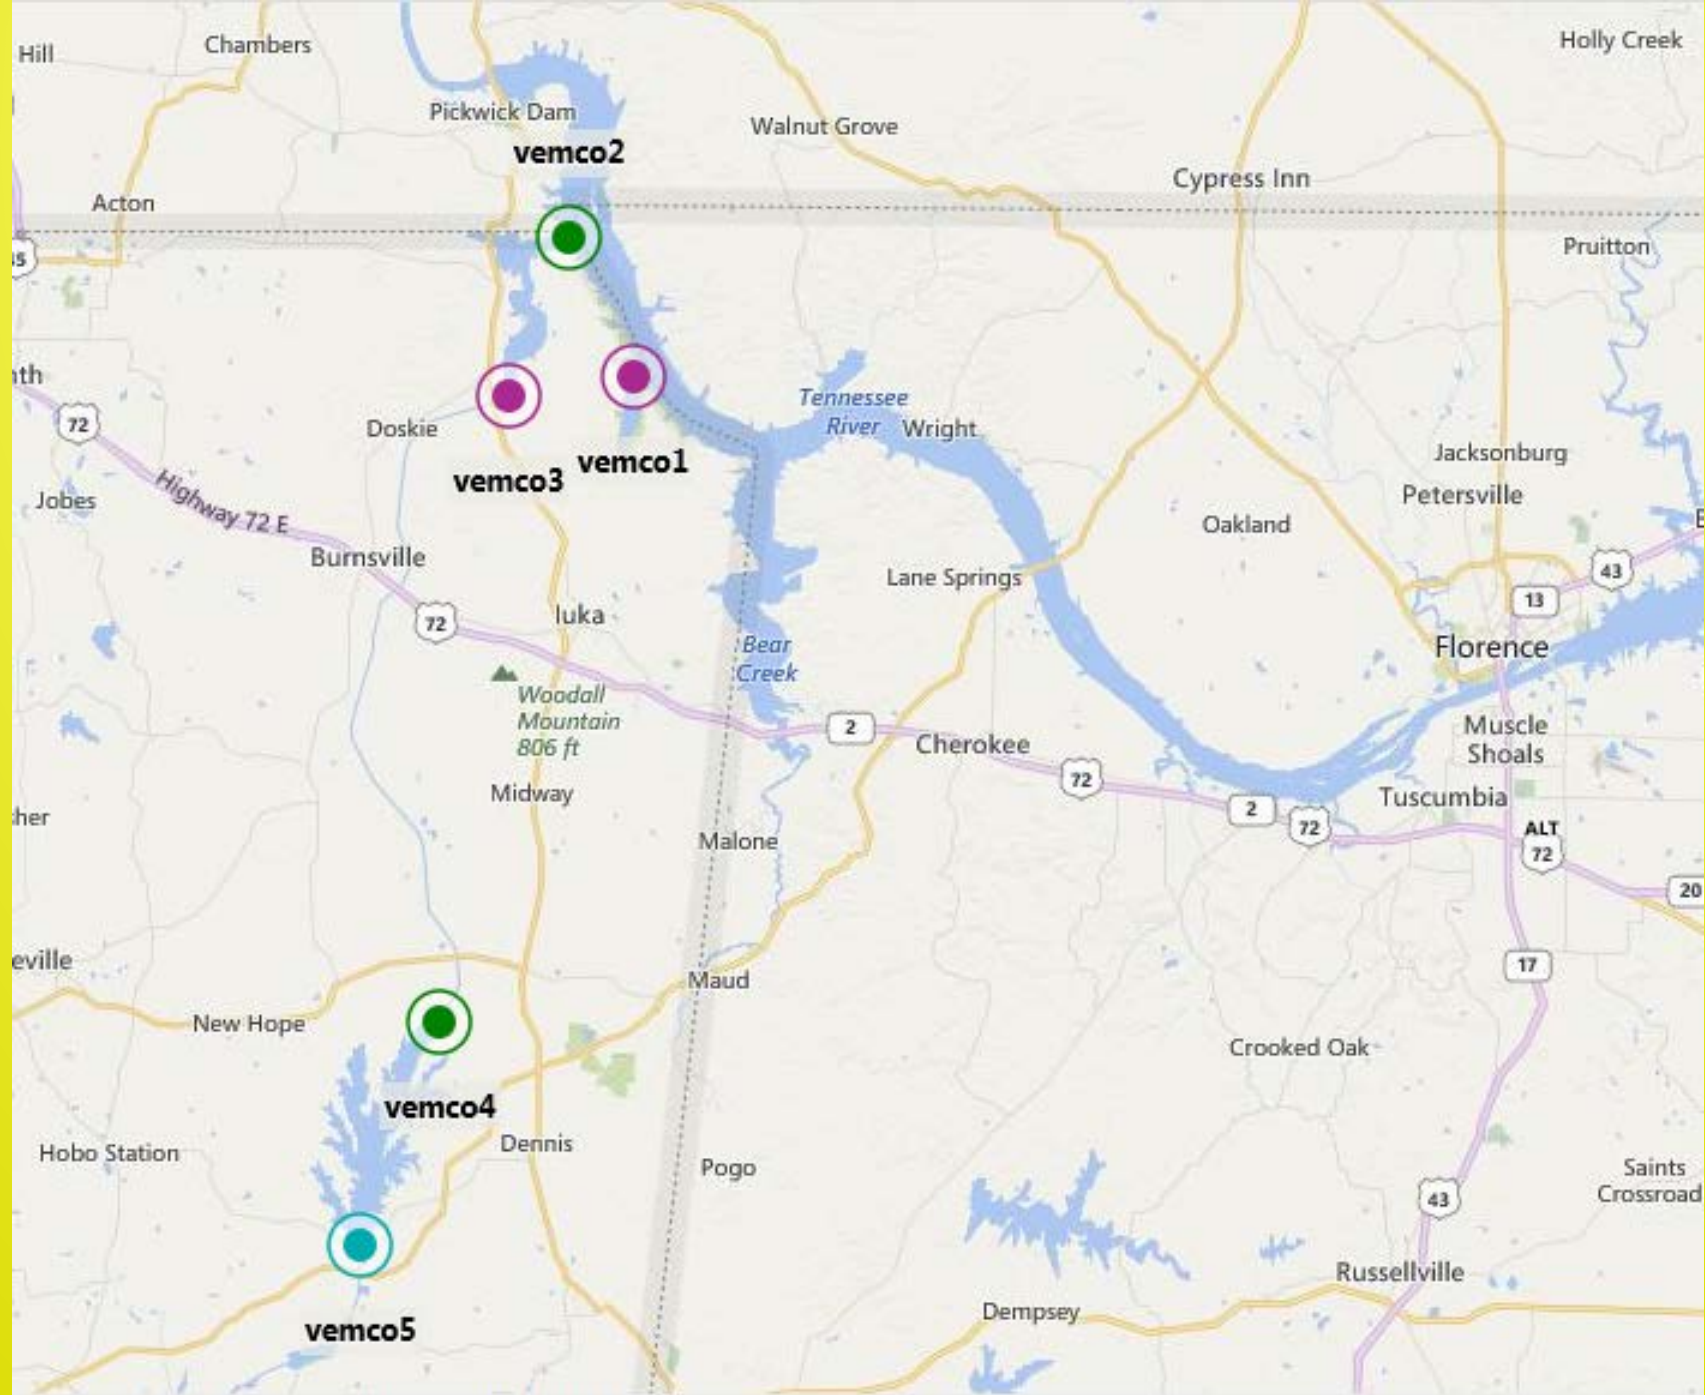 Hill
Chambers
Holly Creek
Pickwick Dam
Walnut Grove
vemco2
Cypress Inn
Acton
Pruitton
Tennessee
River
Wright
72
Doskie
vemco1
vemco3
Jacksonburg
Petersville
Highway 72 E
Jobes
Oakland
Burnsville
Lane Springs
43
13
72
Iuka
Bear
Creek
Florence
Woodall
Mountain
806 ft
2
Cherokee
Muscle
Shoals
72
Midway
2
72
Tuscumbia
ALT
72
Malone
20
eville
17
Maud
New Hope
Crooked Oak
vemco4
Dennis
Hobo Station
Pogo
Saints
Crossroad
43
Russellville
Dempsey
vemco5